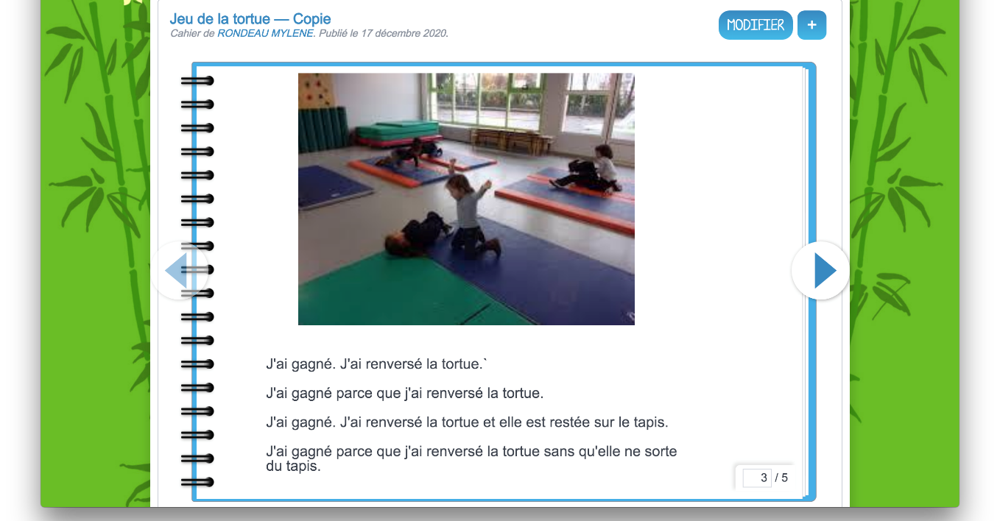 Jeu de la tortue — Copie
Cahier de RONDEAU MYLENE. Publié le 17 décembre 2020.
MODIFIER +
J'ai gagné. J'ai renversé la tortue.`
J'ai gagné parce que j'ai renversé la tortue.
J'ai gagné. J'ai renversé la tortue et elle est restée sur le tapis.
J'ai gagné parce que j'ai renversé la tortue sans qu'elle ne sorte
du tapis.
3 / 5